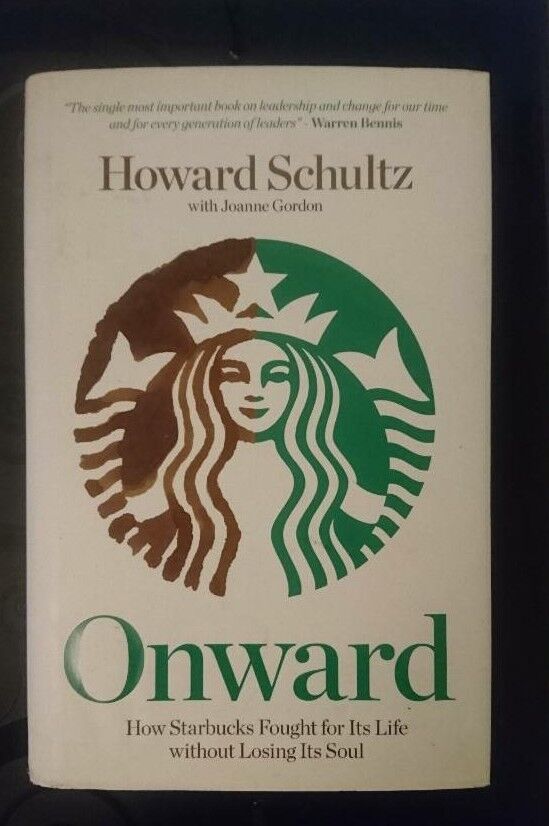 "The single most important book on leadership and change for our time
and for every generation of leaders" - Warren Bennis
Howard Schultz
with Joanne Gordon
Onward
How Starbucks Fought for Its Life
without Losing Its Soul